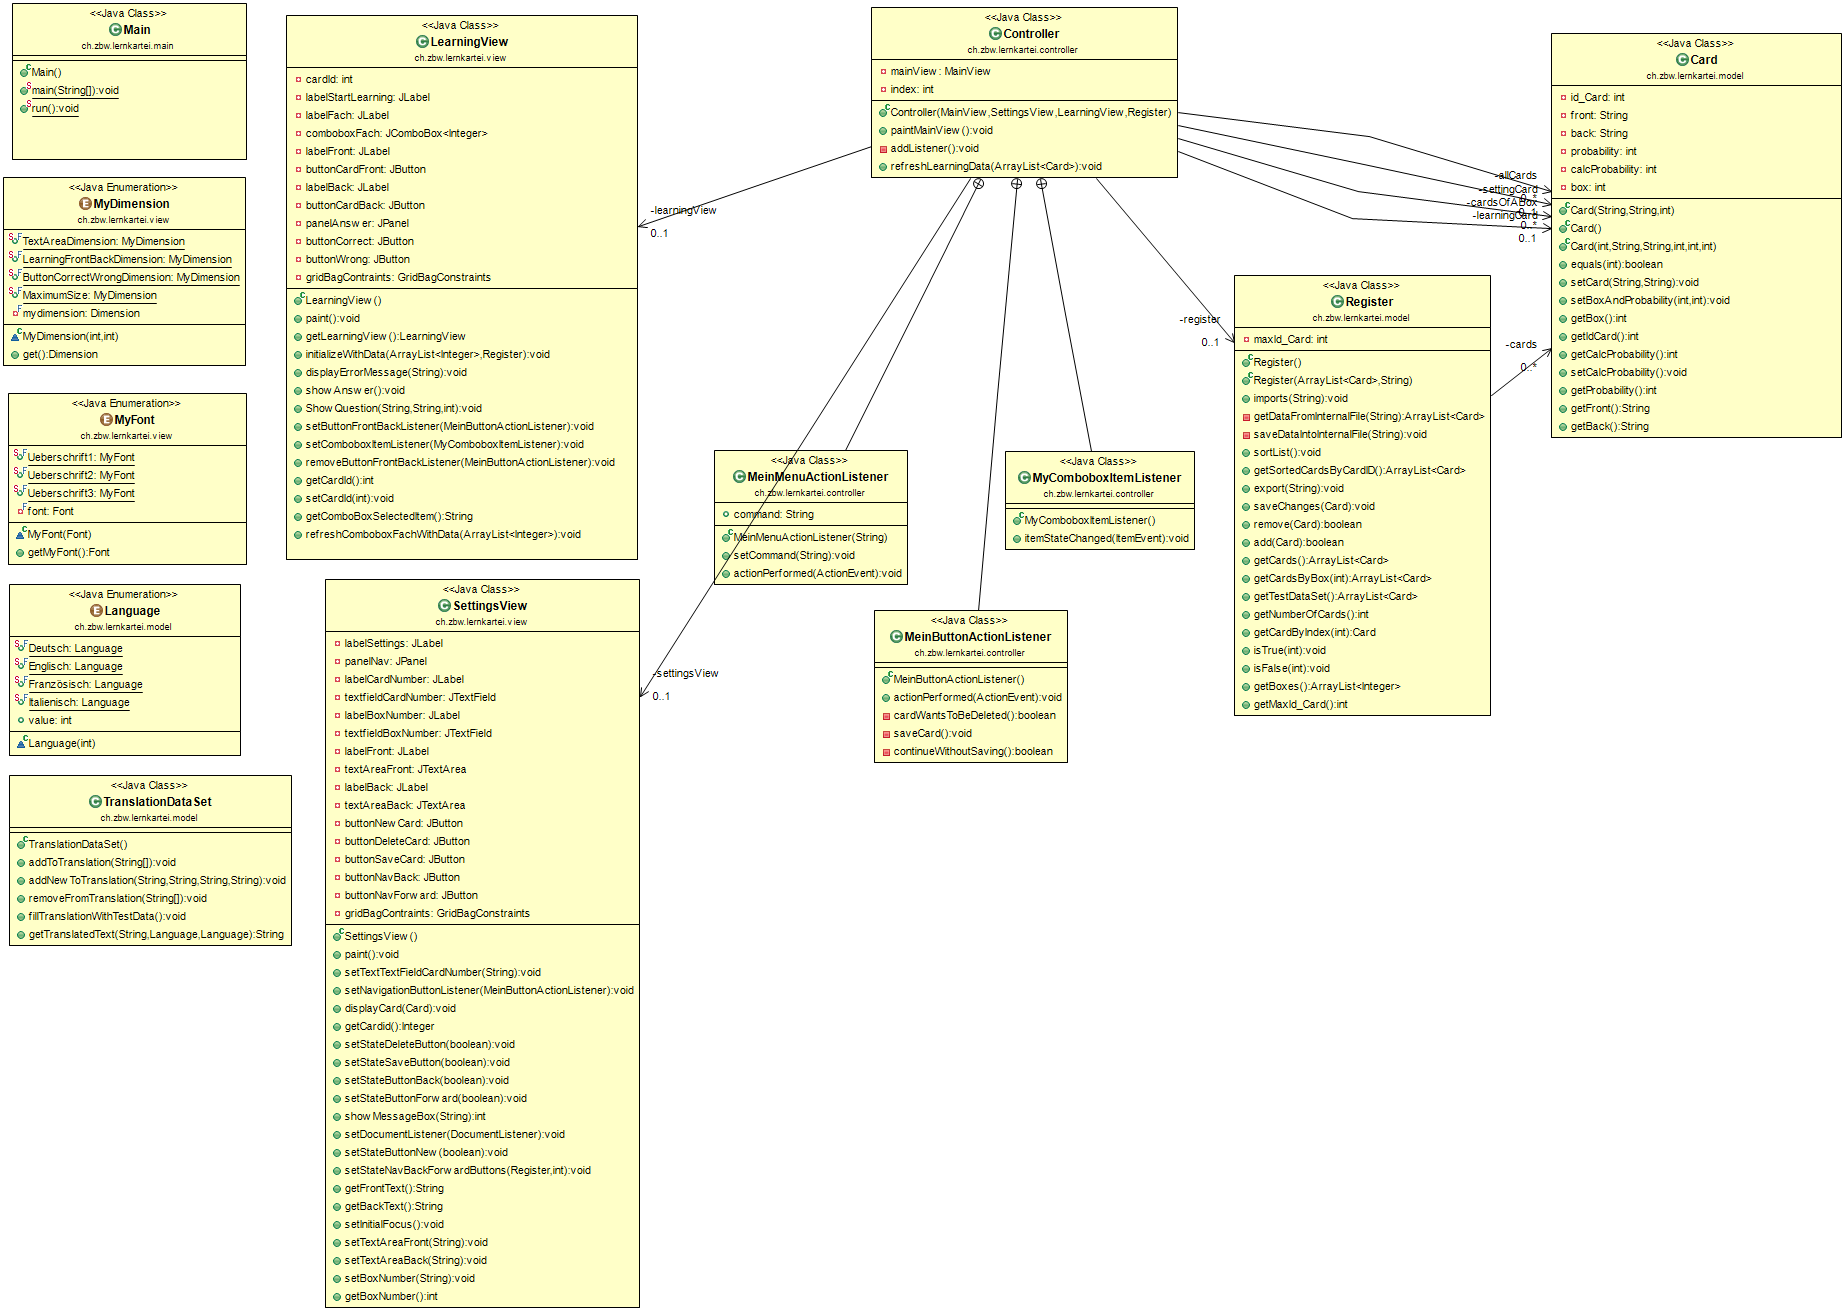 <<Java Class>>
Main
ch.zbw.lernkartei.main
Main()
main(String[]):void
run():void
<<Java Enumeration>>
MyDimension
ch.zbw.lernkartei.view
TextAreaDimension: MyDimension
LearningFrontBackDimension: MyDimension
ButtonCorrectWrongDimension: MyDimension
MaximumSize: MyDimension
mydimension: Dimension
MyDimension(int,int)
get():Dimension
<<Java Enumeration>>
MyFont
ch.zbw.lernkartei.view
Ueberschrift1: MyFont
Ueberschrift2: MyFont
Ueberschrift3: MyFont
font: Font
MyFont(Font)
getMyFont():Font
<<Java Enumeration>>
Language
ch.zbw.lernkartei.model
Deutsch: Language
Englisch: Language
Französisch: Language
Italienisch: Language
value: int
Language(int)
<<Java Class>>
TranslationDataSet
ch.zbw.lernkartei.model
TranslationDataSet()
addToTranslation(String[]):void
addNewToTranslation(String,String,String,String):void
removeFromTranslation(String[]):void
fillTranslationWithTestData():void
getTranslatedText(String,Language,Language):String
<<Java Class>>
LearningView
ch.zbw.lernkartei.view
cardId: int
labelStartLearning: JLabel
labelFach: JLabel
comboboxFach: JComboBox<Integer>
labelFront: JLabel
buttonCardFront: JButton
labelBack: JLabel
buttonCardBack: JButton
panelAnswer: JPanel
buttonCorrect: JButton
buttonWrong: JButton
gridBagContraints: GridBagConstraints
LearningView()
paint():void
getLearningView():LearningView
initializeWithData(ArrayList<Integer>,Register):void
displayErrorMessage(String):void
showAnswer():void
ShowQuestion(String,String,int):void
setButtonFrontBackListener(MeinButtonActionListener):void
setComboboxItemListener(MyComboboxItemListener):void
removeButtonFrontBackListener(MeinButtonActionListener):void
getCardId():int
setCardId(int):void
getComboBoxSelectedItem():String
refreshComboboxFachWithData(ArrayList<Integer>):void
<<Java Class>>
SettingsView
ch.zbw.lernkartei.view
labelSettings: JLabel
panelNav: JPanel
labelCardNumber: JLabel
textfieldCardNumber: JTextField
labelBoxNumber: JLabel
textfieldBoxNumber: JTextField
labelFront: JLabel
textAreaFront: JTextArea
labelBack: JLabel
textAreaBack: JTextArea
buttonNewCard: JButton
buttonDeleteCard: JButton
buttonSaveCard: JButton
buttonNavBack: JButton
buttonNavForward: JButton
gridBagContraints: GridBagConstraints
SettingsView()
paint():void
setTextTextFieldCardNumber(String):void
setNavigationButtonListener(MeinButtonActionListener):void
displayCard(Card):void
getCardid():Integer
setStateDeleteButton(boolean):void
setStateSaveButton(boolean):void
setStateButtonBack(boolean):void
setStateButtonForward(boolean):void
showMessageBox(String):int
setDocumentListener(DocumentListener):void
setStateButtonNew(boolean):void
setStateNavBackForwardButtons(Register,int):void
getFrontText():String
getBackText():String
setInitialFocus():void
setTextAreaFront(String):void
setTextAreaBack(String):void
setBoxNumber(String):void
getBoxNumber():int
<<Java Class>>
Controller
ch.zbw.lernkartei.controller
mainView: MainView
index: int
Controller(MainView,SettingsView,LearningView,Register)
paintMainView():void
addListener():void
refreshLearningData(ArrayList<Card>):void
-learningView
0..1
-settingsView
0..1
-register
0..1
-cards
0..*
-allCards
0..*
-settingCard
0..1
-cardsOfABox
0..*
-learningCard
0..1
<<Java Class>>
MeinMenuActionListener
ch.zbw.lernkartei.controller
command: String
MeinMenuActionListener(String)
setCommand(String):void
actionPerformed(ActionEvent):void
<<Java Class>>
MyComboboxItemListener
ch.zbw.lernkartei.controller
MyComboboxItemListener()
itemStateChanged(ItemEvent):void
<<Java Class>>
MeinButtonActionListener
ch.zbw.lernkartei.controller
MeinButtonActionListener()
actionPerformed(ActionEvent):void
cardWantsToBeDeleted():boolean
saveCard():void
continueWithoutSaving():boolean
<<Java Class>>
Register
ch.zbw.lernkartei.model
maxId_Card: int
Register()
Register(ArrayList<Card>,String)
imports(String):void
getDataFromInternalFile(String):ArrayList<Card>
saveDataIntoInternalFile(String):void
sortList():void
getSortedCardsByCardID():ArrayList<Card>
export(String):void
saveChanges(Card):void
remove(Card):boolean
add(Card):boolean
getCards():ArrayList<Card>
getCardsByBox(int):ArrayList<Card>
getTestDataSet():ArrayList<Card>
getNumberOfCards():int
getCardByIndex(int):Card
isTrue(int):void
isFalse(int):void
getBoxes():ArrayList<Integer>
getMaxId_Card():int
<<Java Class>>
Card
ch.zbw.lernkartei.model
id_Card: int
front: String
back: String
probability: int
calcProbability: int
box: int
Card(String,String,int)
Card()
Card(int,String,String,int,int,int)
equals(int):boolean
setCard(String,String):void
setBoxAndProbability(int,int):void
getBox():int
getIdCard():int
getCalcProbability():int
setCalcProbability():void
getProbability():int
getFront():String
getBack():String